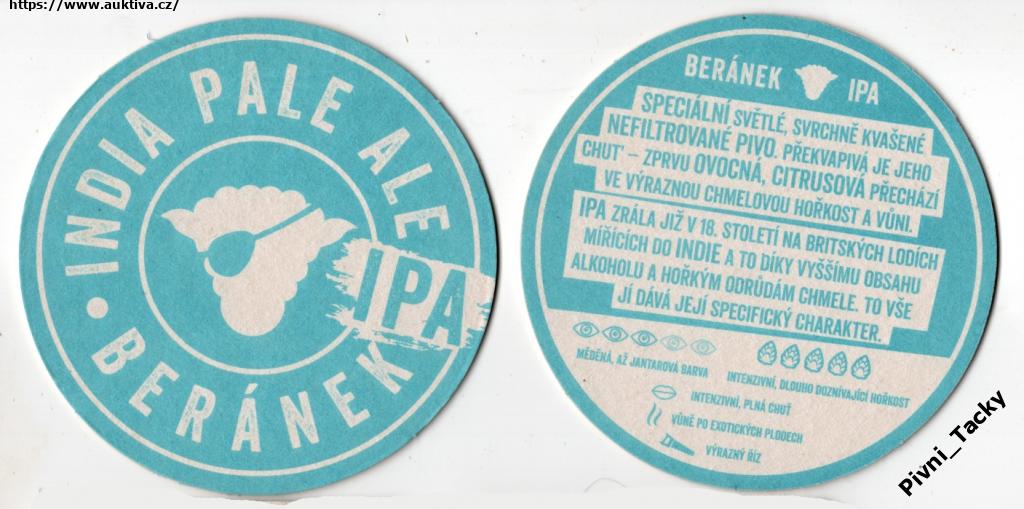 https://www.auktiva.cz/
INDIA PALE ALE
IPA
• BERÁNEK
BERÁNEK IPA
SPECIÁLNÍ SVĚTLÉ, SVRCHNĚ KVAŠENÉ
NEFILTROVANÉ PIVO. PŘEKVAPIVÁ JE JEHO
CHUŤ – ZPRVU OVOCNÁ, CITRUSOVÁ PŘECHÁZÍ
VE VÝRAZNOU CHMELOVOU HOŘKOST A VŮNI.
IPA ZRÁLA JIŽ V 18. STOLETÍ NA BRITSKÝCH LODÍCH
MÍŘÍCÍCH DO INDIE A TO DÍKY VYŠŠÍMU OBSAHU
ALKOHOLU A HOŘKÝM ODRŮDÁM CHMELE. TO VŠE
JÍ DÁVÁ JEJÍ SPECIFICKÝ CHARAKTER.
MĚDĚNÁ, AŽ JANTAROVÁ BARVA
INTENZIVNÍ, DLOUHO DOZNÍVAJÍCÍ HOŘKOST
INTENZIVNÍ, PLNÁ CHUŤ
VŮNĚ PO EXOTICKÝCH PLODECH
VÝRAZNÝ ŘÍZ
Pivni_Tacky